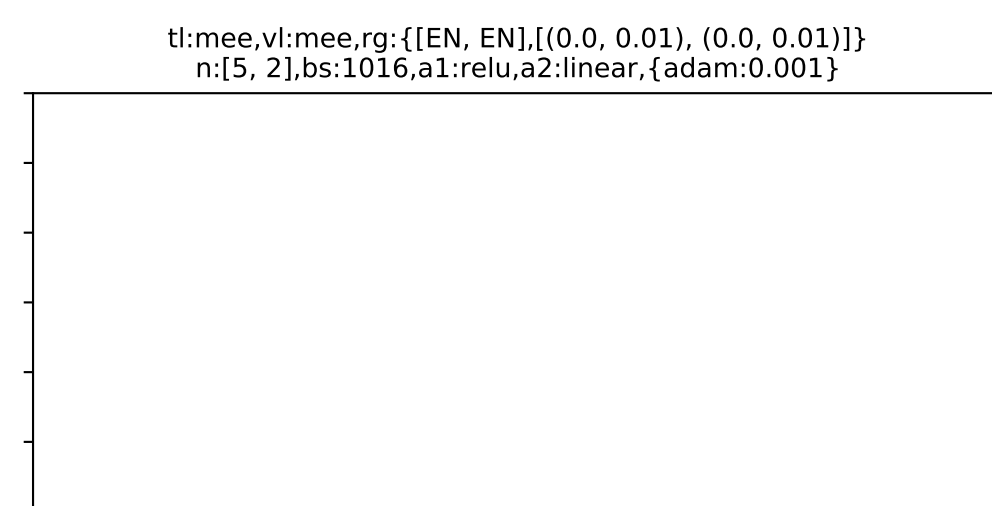 tl:mee,vl:mee,rg:{[EN, EN],[(0.0, 0.01), (0.0, 0.01)]}
n:[5, 2],bs:1016,a1:relu,a2:linear,{adam:0.001}